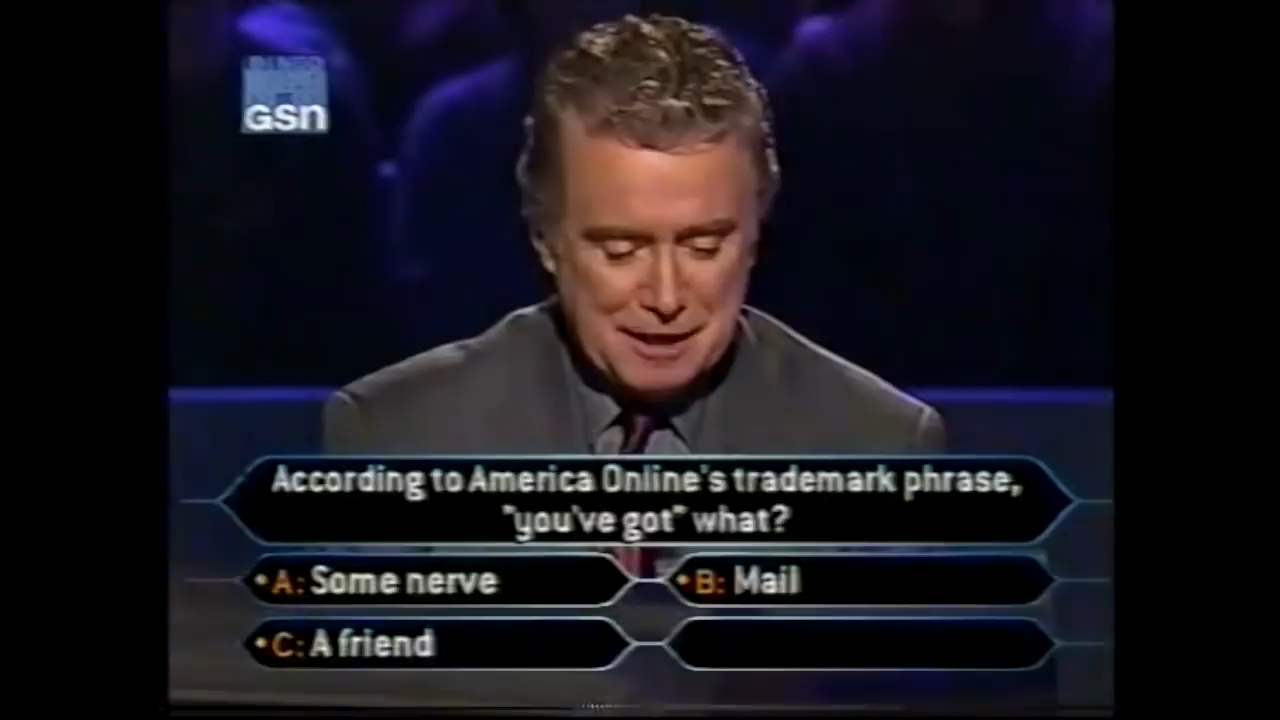 GSN
According to America Online's trademark phrase,
"you've got" what?
• A: Some nerve
• B: Mail
• C: A friend